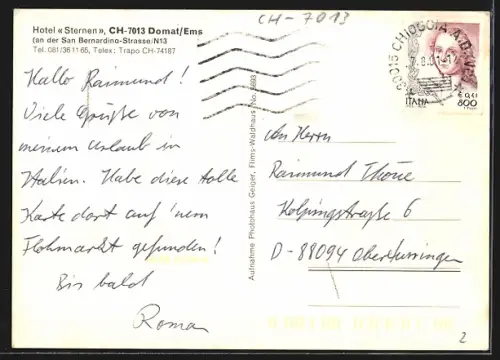 CH-7013
Hotel «Sternen», CH-7013 Domat/Ems
(an der San Bernardino-Strasse/N13
Tel. 081/36 11 65, Telex: Trapo CH-74187
Hallo Raimund!
Viele Grüße von
meinem Urlaub in
Italien. Habe diese tolle
Karte dort auf 'nem
Flohmarkt gefunden!
Bis bald
Roman
Aufnahme Photohaus Geiger, Flims-Waldhaus
30015 CHIOGGIA
ITALIA
€ 0,41
800
An Herrn
Raimund
Kolpingstraße 6
D-88094 Oberteuringen
2